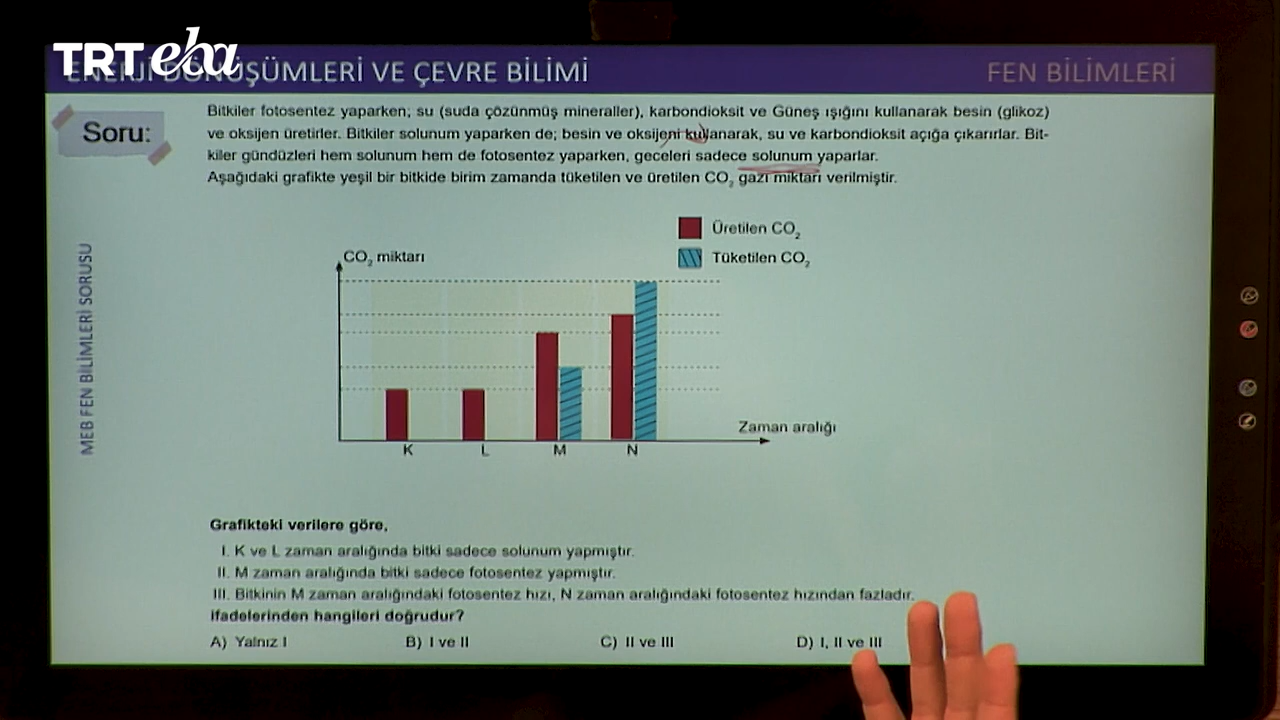 TRT eba
ENERJİ DÖNÜŞÜMLERİ VE ÇEVRE BİLİMİ
FEN BİLİMLERİ
Soru:
Bitkiler fotosentez yaparken; su (suda çözünmüş mineraller), karbondioksit ve Güneş ışığını kullanarak besin (glikoz)
ve oksijen üretirler. Bitkiler solunum yaparken de; besin ve oksijeni kullanarak, su ve karbondioksit açığa çıkarırlar. Bit-
kiler gündüzleri hem solunum hem de fotosentez yaparken, geceleri sadece solunum yaparlar.
Aşağıdaki grafikte yeşil bir bitkide birim zamanda tüketilen ve üretilen CO₂ gazı miktarı verilmiştir.
MEB FEN BİLİMLERİ SORUSU
Üretilen CO₂
Tüketilen CO₂
CO₂ miktarı
Zaman aralığı
K L M N
Grafikteki verilere göre,
I. K ve L zaman aralığında bitki sadece solunum yapmıştır.
II. M zaman aralığında bitki sadece fotosentez yapmıştır.
III. Bitkinin M zaman aralığındaki fotosentez hızı, N zaman aralığındaki fotosentez hızından fazladır.
ifadelerinden hangileri doğrudur?
A) Yalnız I B) I ve II C) II ve III D) I, II ve III